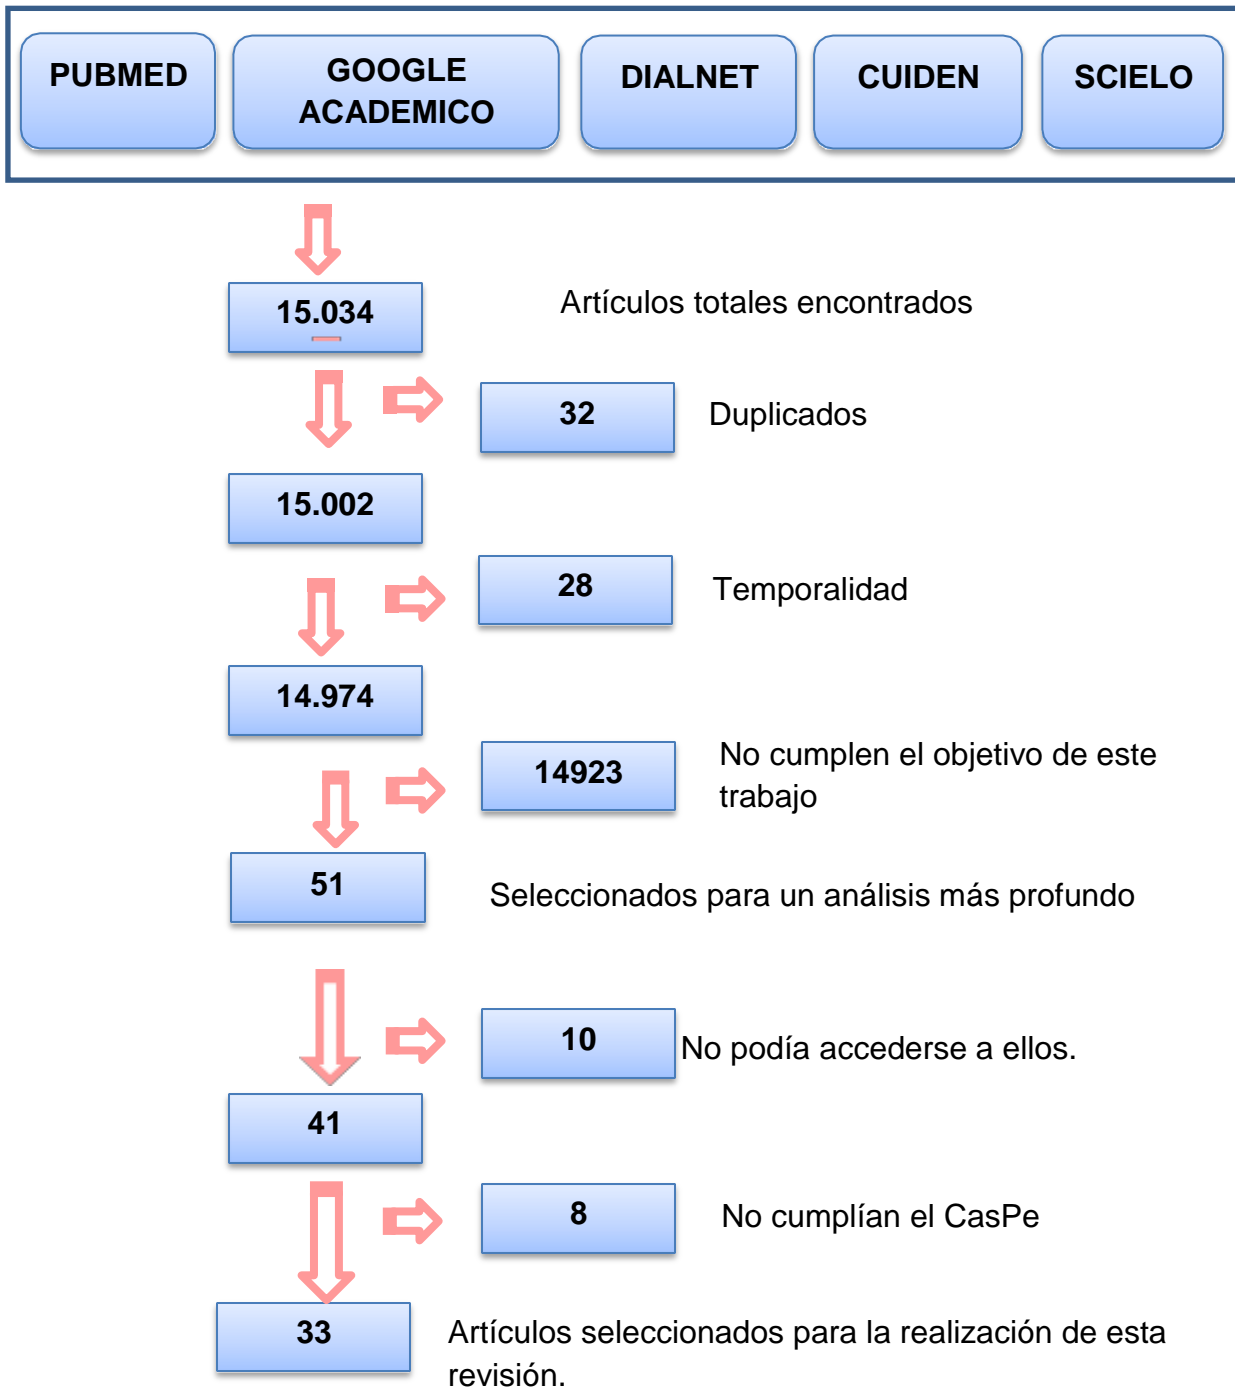 PUBMED
GOOGLE
ACADEMICO
DIALNET
CUIDEN
SCIELO
15.034
Artículos totales encontrados
32
Duplicados
15.002
28
Temporalidad
14.974
14923
No cumplen el objetivo de este
trabajo
51
Seleccionados para un análisis más profundo
10
No podía accederse a ellos.
41
8
No cumplían el CasPe
33
Artículos seleccionados para la realización de esta
revisión.